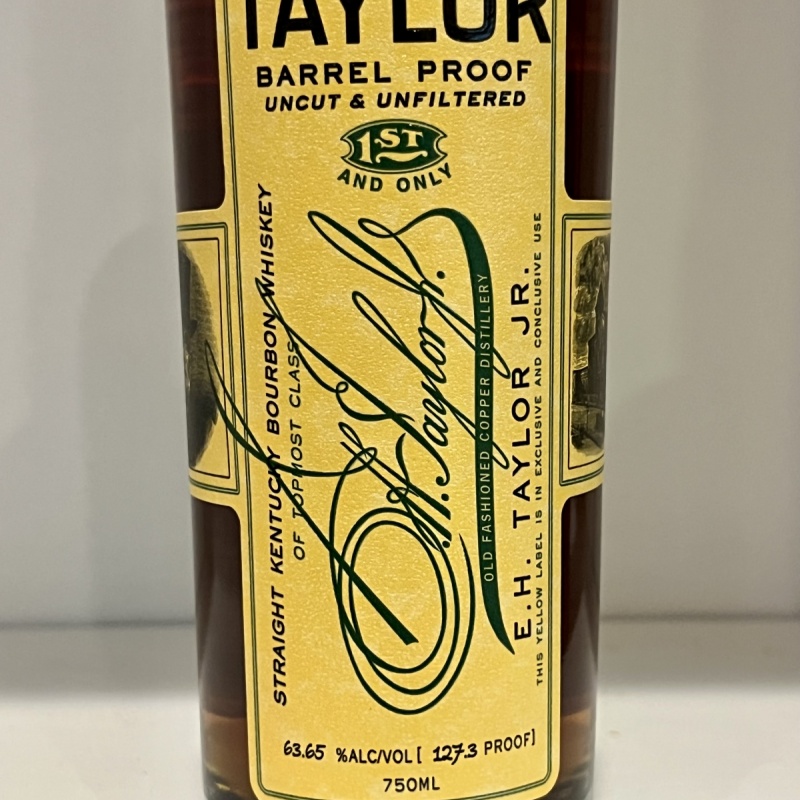 TAYLOR
BARREL PROOF
UNCUT & UNFILTERED
1ST
AND ONLY
STRAIGHT KENTUCKY BOURBON WHISKEY
OF TOPMOST CLASS
E.H. Taylor Jr.
OLD FASHIONED COPPER DISTILLERY
E.H. TAYLOR JR.
THIS YELLOW LABEL IS IN EXCLUSIVE AND CONCLUSIVE USE
63.65 %ALC/VOL [ 127.3 PROOF]
750ML